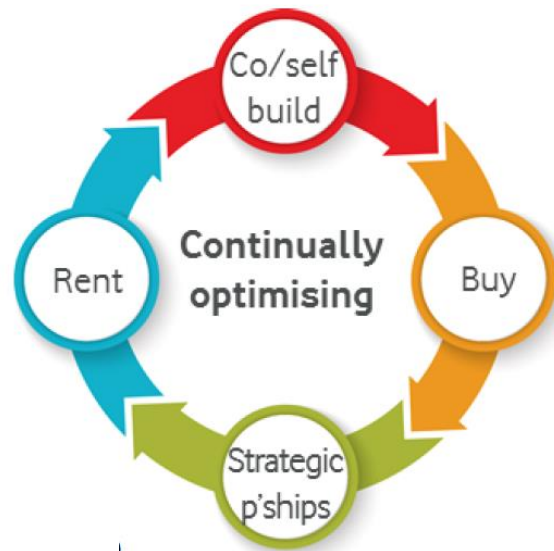 Co/self
build
Continually
optimising
Rent
Buy
Strategic
p'ships